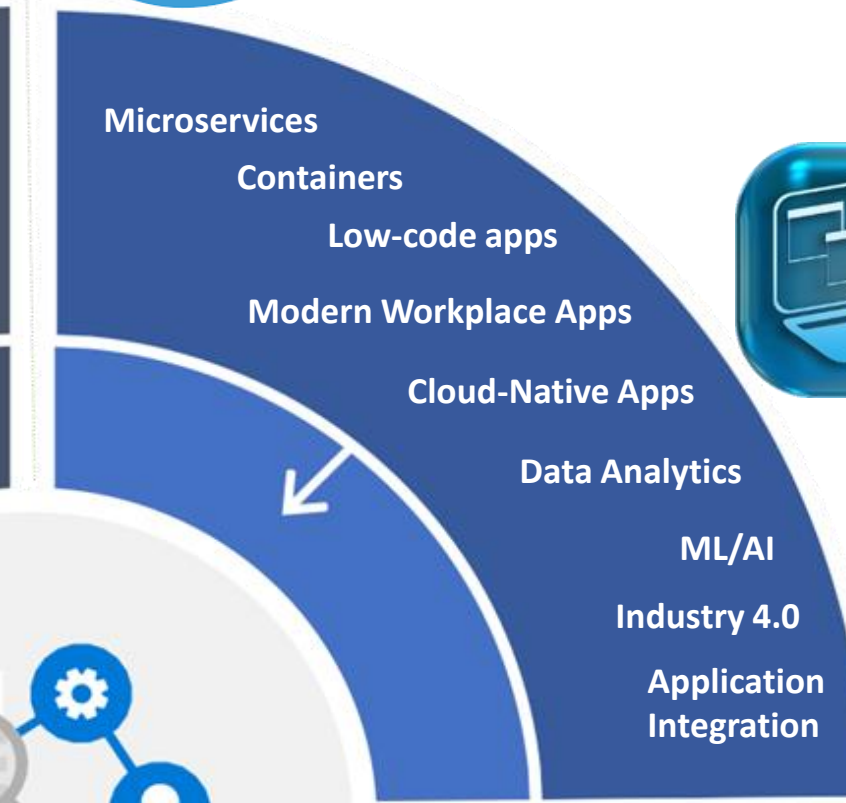 Microservices
Containers
Low-code apps
Modern Workplace Apps
Cloud-Native Apps
Data Analytics
ML/AI
Industry 4.0
Application
Integration